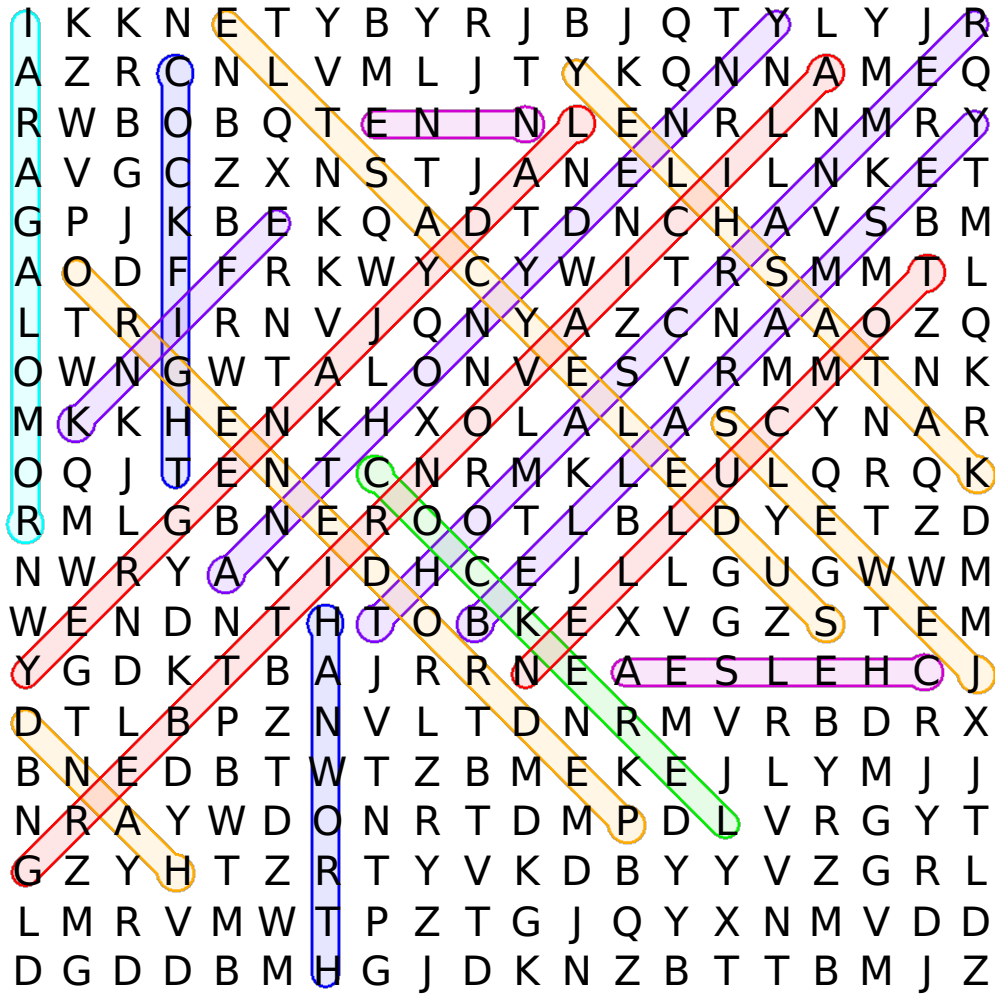 I K K N E T Y B Y R J B J Q T Y L Y J R
A Z R C N L V M L J T Y K Q N N A M E Q
R W B O B Q T E N I N L E N R L N M R Y
A V G C Z X N S T J A N E L I L N K E T
G P J K B E K Q A D T D N C H A V S B M
A O D F F R K W Y C Y W I T R S M M T L
L T R I R N V J Q N Y A Z C N A A O Z Q
O W N G W T A L O N V E S V R M M T N K
M K K H E N K H X O L A L A S C Y N A R
O Q J T E N T C N R M K L E U L Q R Q K
R M L G B N E R O O T L B L D Y E T Z D
N W R Y A Y I D H C E J L L G U G W W M
W E N D N T H T O B K E X V G Z S T E M
Y G D K T B A J R R N E A E S L E H C J
D T L B P Z N V L T D N R M V R B D R X
B N E D B T W T Z B M E K E J L Y M J J
N R A Y W D O N R T D M P D L V R G Y T
G Z Y H T Z R T Y V K D B Y Y V Z G R L
L M R V M W T P Z T G J Q Y X N M V D D
D G D D B M H G J D K N Z B T T B M J Z